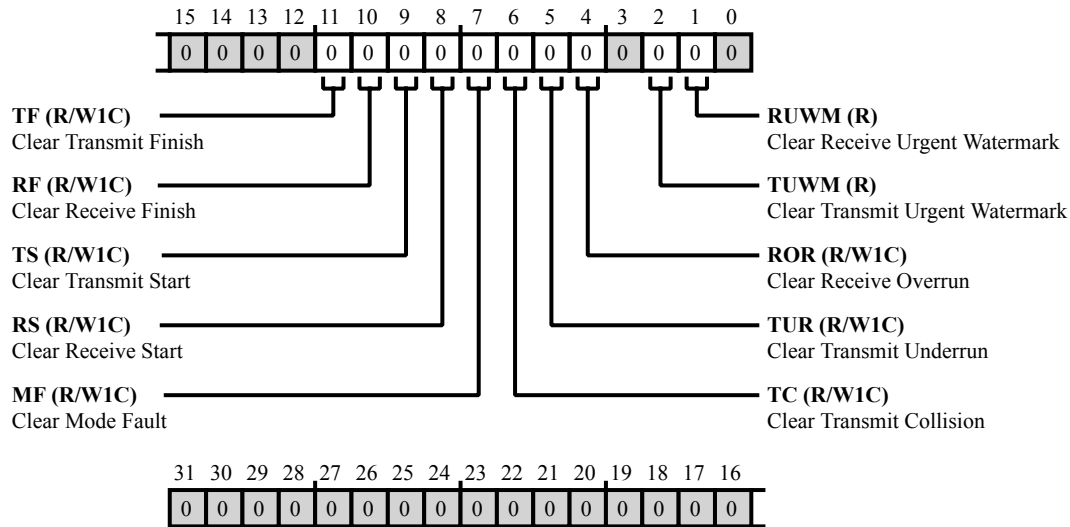 15 14 13 12 11 10 9 8 7 6 5 4 3 2 1 0
0 0 0 0 0 0 0 0 0 0 0 0 0 0 0 0
TF (R/W1C)
Clear Transmit Finish
RF (R/W1C)
Clear Receive Finish
TS (R/W1C)
Clear Transmit Start
RS (R/W1C)
Clear Receive Start
MF (R/W1C)
Clear Mode Fault
RUWM (R)
Clear Receive Urgent Watermark
TUWM (R)
Clear Transmit Urgent Watermark
ROR (R/W1C)
Clear Receive Overrun
TUR (R/W1C)
Clear Transmit Underrun
TC (R/W1C)
Clear Transmit Collision
31 30 29 28 27 26 25 24 23 22 21 20 19 18 17 16
0 0 0 0 0 0 0 0 0 0 0 0 0 0 0 0